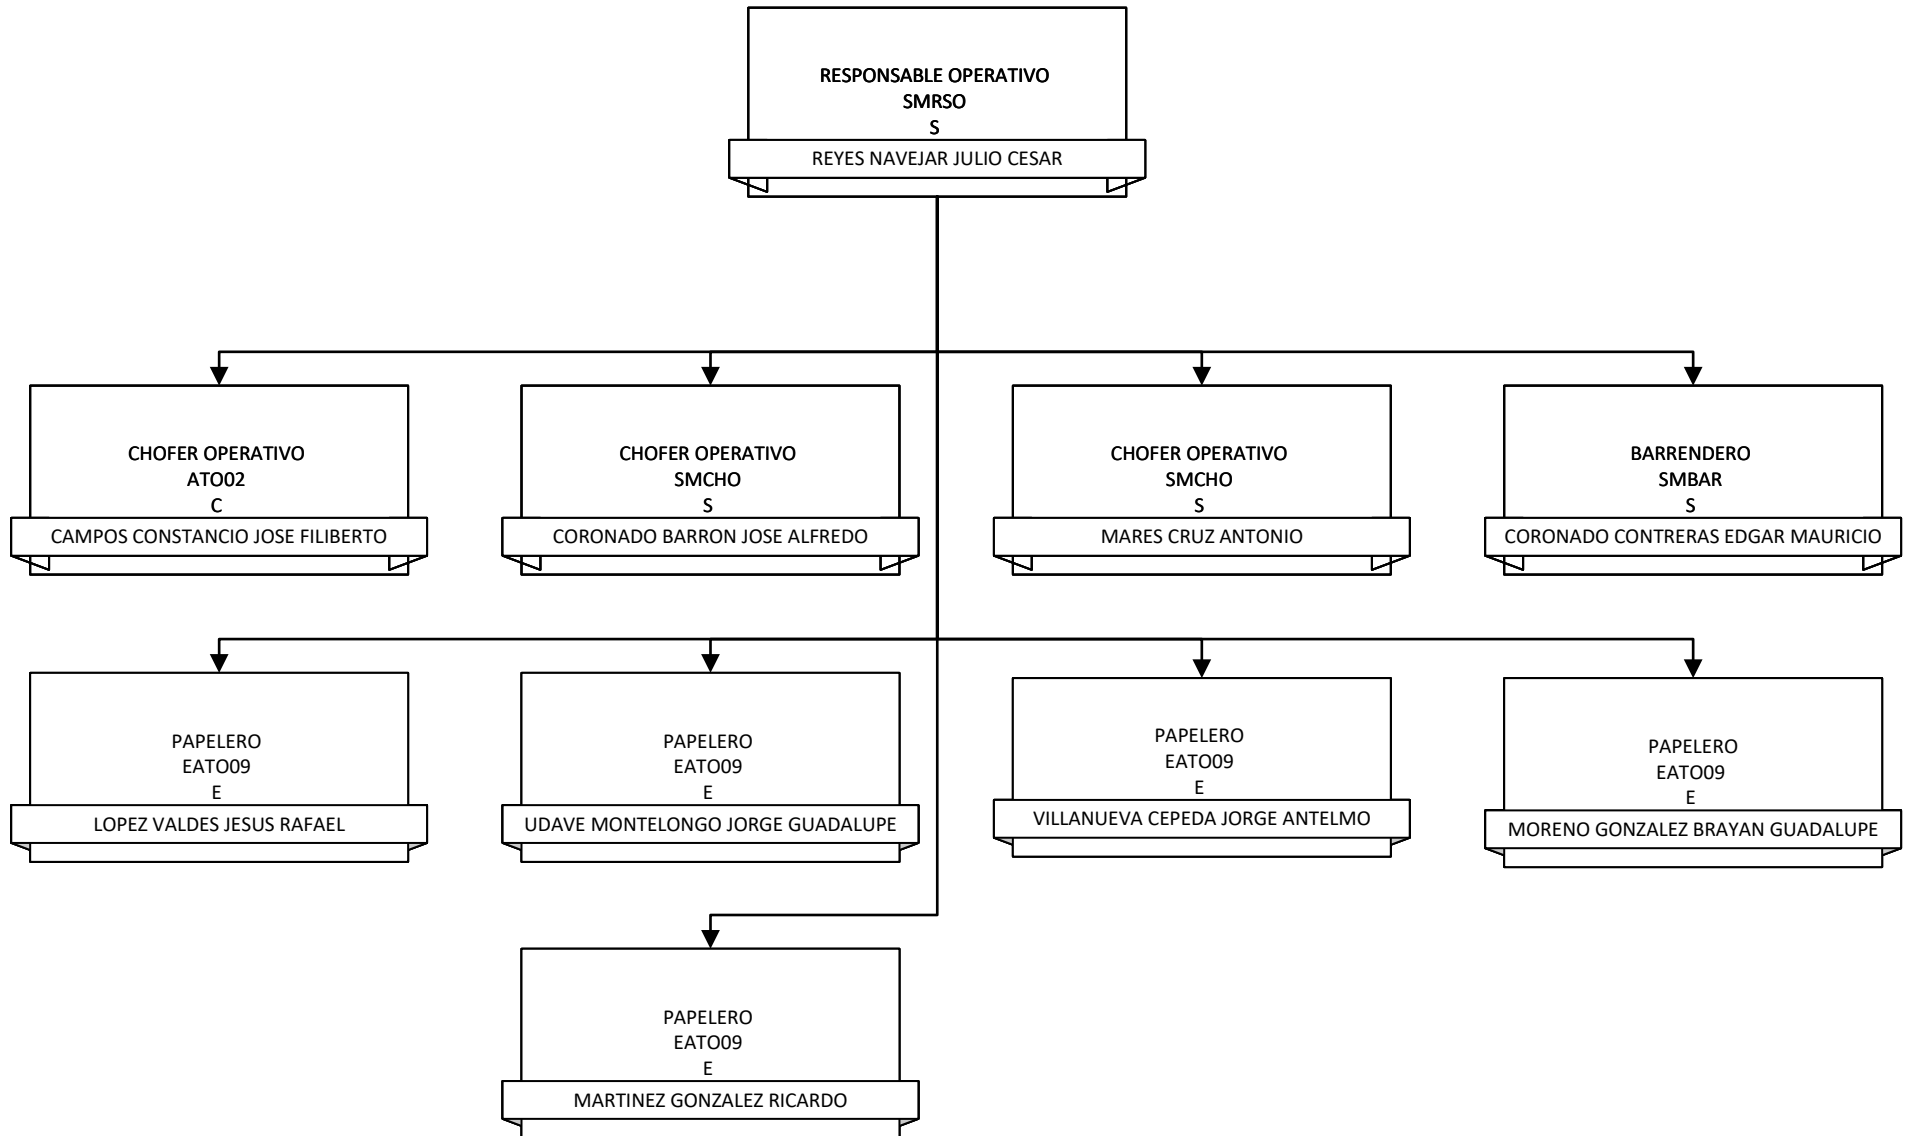 RESPONSABLE OPERATIVO
SMRSO
S
REYES NAVEJAR JULIO CESAR
CHOFER OPERATIVO
ATO02
C
CAMPOS CONSTANCIO JOSE FILIBERTO
CHOFER OPERATIVO
SMCHO
S
CORONADO BARRON JOSE ALFREDO
CHOFER OPERATIVO
SMCHO
S
MARES CRUZ ANTONIO
BARRENDERO
SMBAR
S
CORONADO CONTRERAS EDGAR MAURICIO
PAPELERO
EATO09
E
LOPEZ VALDES JESUS RAFAEL
PAPELERO
EATO09
E
UDAVE MONTELONGO JORGE GUADALUPE
PAPELERO
EATO09
E
VILLANUEVA CEPEDA JORGE ANTELMO
PAPELERO
EATO09
E
MORENO GONZALEZ BRAYAN GUADALUPE
PAPELERO
EATO09
E
MARTINEZ GONZALEZ RICARDO